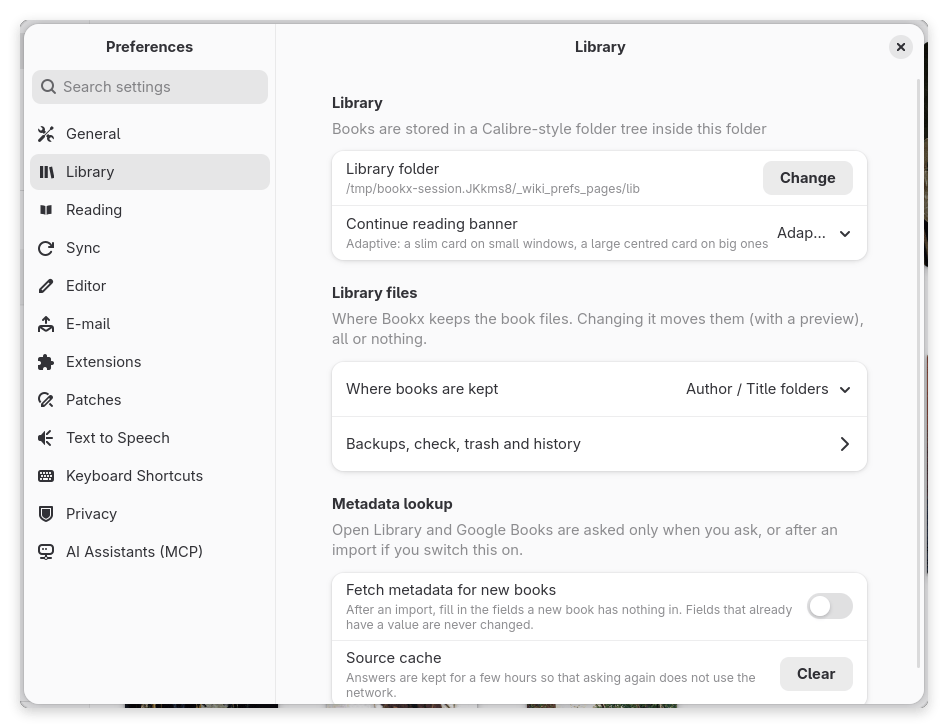 Preferences
Search settings
General
Library
Reading
Sync
Editor
E-mail
Extensions
Patches
Text to Speech
Keyboard Shortcuts
Privacy
AI Assistants (MCP)
Library
Library
Books are stored in a Calibre-style folder tree inside this folder
Library folder
/tmp/bookx-session.JKkms8/_wiki_prefs_pages/lib
Change
Continue reading banner
Adaptive: a slim card on small windows, a large centred card on big ones
Adap...
Library files
Where Bookx keeps the book files. Changing it moves them (with a preview),
all or nothing.
Where books are kept
Author / Title folders
Backups, check, trash and history
Metadata lookup
Open Library and Google Books are asked only when you ask, or after an
import if you switch this on.
Fetch metadata for new books
After an import, fill in the fields a new book has nothing in. Fields that already
have a value are never changed.
Source cache
Answers are kept for a few hours so that asking again does not use the
network.
Clear